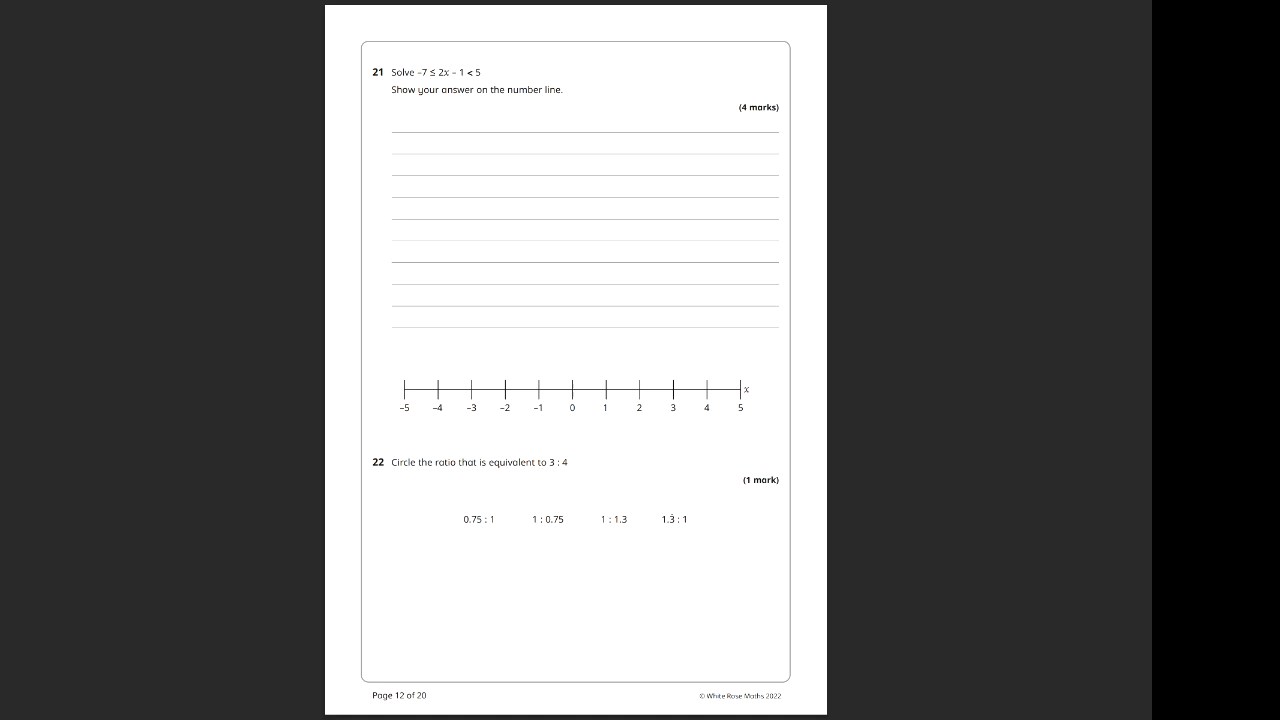 21 Solve –7 ≤ 2x – 1 < 5
Show your answer on the number line.
(4 marks)
x
–5 –4 –3 –2 –1 0 1 2 3 4 5
22 Circle the ratio that is equivalent to 3 : 4
(1 mark)
0.75 : 1 1 : 0.75 1 : 1.3 1.3̇ : 1
Page 12 of 20 © White Rose Maths 2022